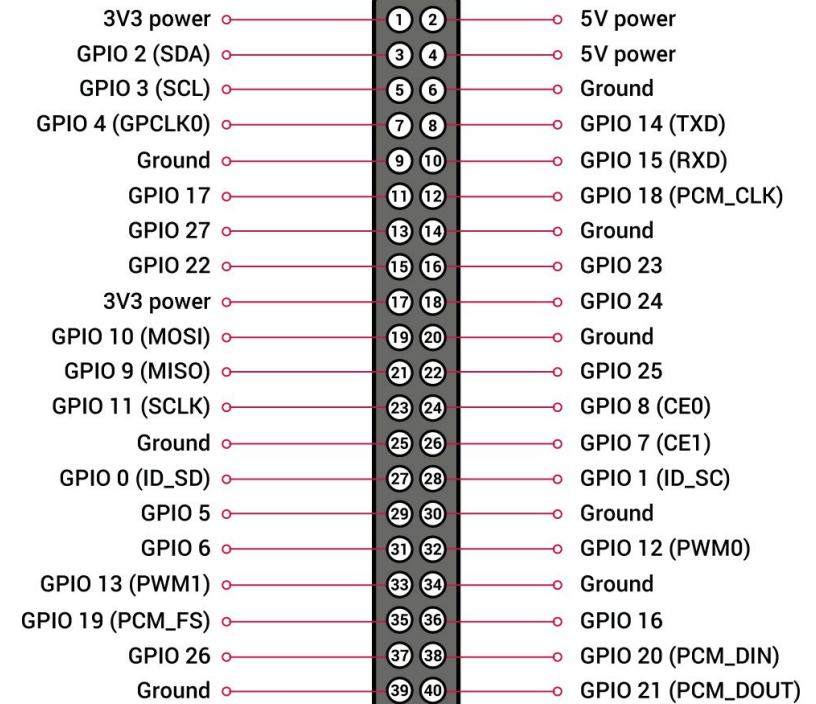 3V3 power 1 2 5V power
GPIO 2 (SDA) 3 4 5V power
GPIO 3 (SCL) 5 6 Ground
GPIO 4 (GPCLK0) 7 8 GPIO 14 (TXD)
Ground 9 10 GPIO 15 (RXD)
GPIO 17 11 12 GPIO 18 (PCM_CLK)
GPIO 27 13 14 Ground
GPIO 22 15 16 GPIO 23
3V3 power 17 18 GPIO 24
GPIO 10 (MOSI) 19 20 Ground
GPIO 9 (MISO) 21 22 GPIO 25
GPIO 11 (SCLK) 23 24 GPIO 8 (CE0)
Ground 25 26 GPIO 7 (CE1)
GPIO 0 (ID_SD) 27 28 GPIO 1 (ID_SC)
GPIO 5 29 30 Ground
GPIO 6 31 32 GPIO 12 (PWM0)
GPIO 13 (PWM1) 33 34 Ground
GPIO 19 (PCM_FS) 35 36 GPIO 16
GPIO 26 37 38 GPIO 20 (PCM_DIN)
Ground 39 40 GPIO 21 (PCM_DOUT)